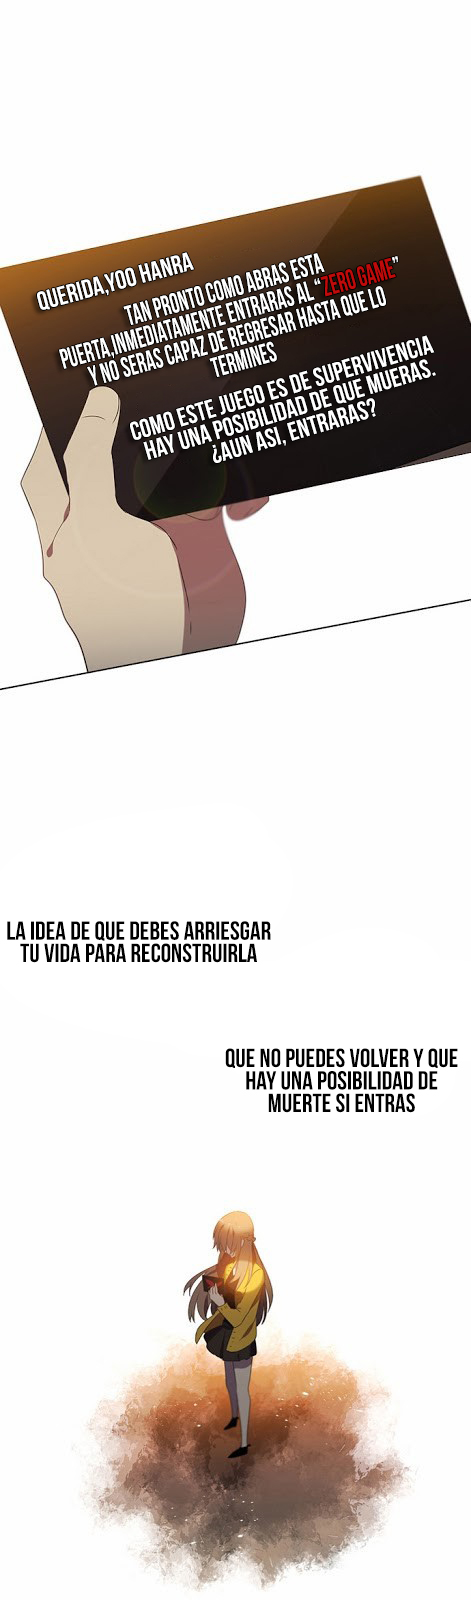 QUERIDA,YOO HANRA
TAN PRONTO COMO ABRAS ESTA
PUERTA,INMEDIATAMENTE ENTRARAS AL "ZERO GAME"
Y NO SERAS CAPAZ DE REGRESAR HASTA QUE LO
TERMINES
COMO ESTE JUEGO ES DE SUPERVIVENCIA
HAY UNA POSIBILIDAD DE QUE MUERAS.
¿AUN ASI, ENTRARAS?
LA IDEA DE QUE DEBES ARRIESGAR
TU VIDA PARA RECONSTRUIRLA
QUE NO PUEDES VOLVER Y QUE
HAY UNA POSIBILIDAD DE
MUERTE SI ENTRAS